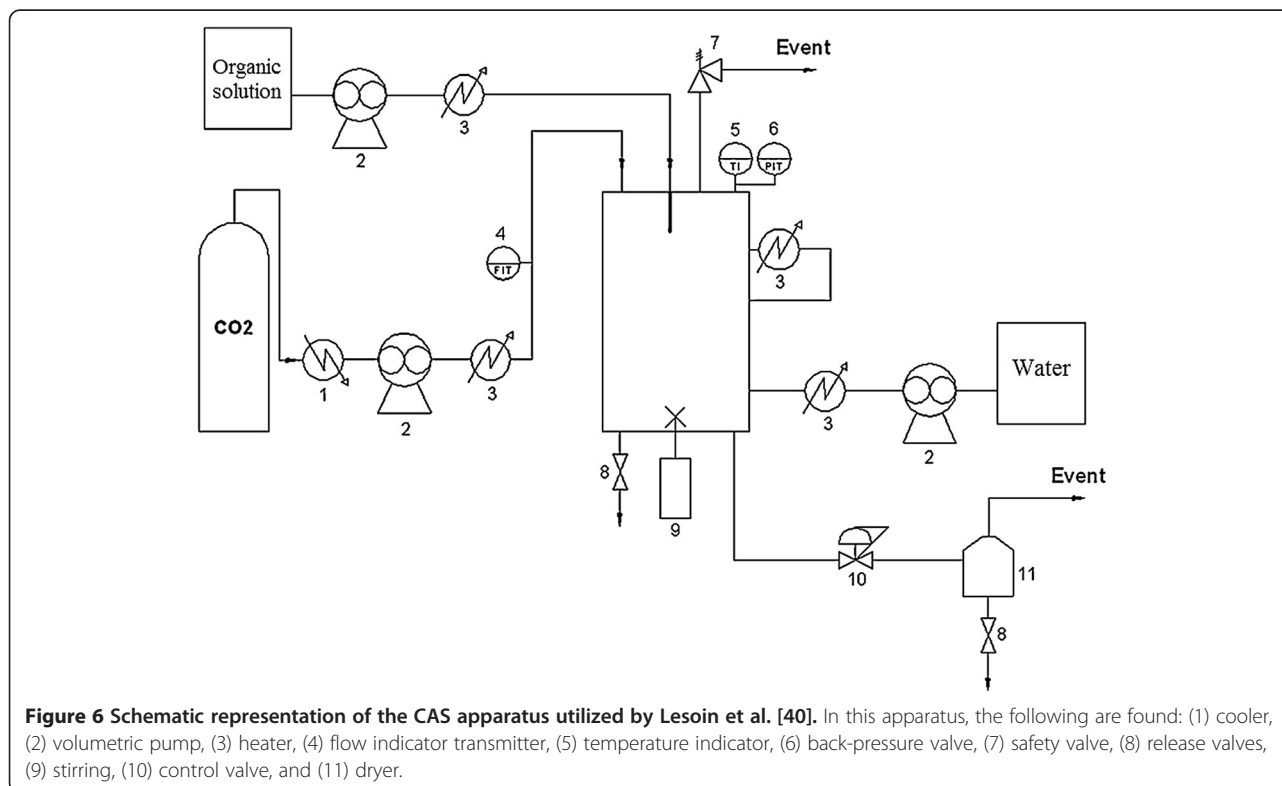 Organic
solution
2
3
7
Event
5
6
TI
PIT
3
4
FIT
CO2
1
2
3
Water
3
2
8
9
Event
10
11
8
Figure 6 Schematic representation of the CAS apparatus utilized by Lesoin et al. [40]. In this apparatus, the following are found: (1) cooler,
(2) volumetric pump, (3) heater, (4) flow indicator transmitter, (5) temperature indicator, (6) back-pressure valve, (7) safety valve, (8) release valves,
(9) stirring, (10) control valve, and (11) dryer.